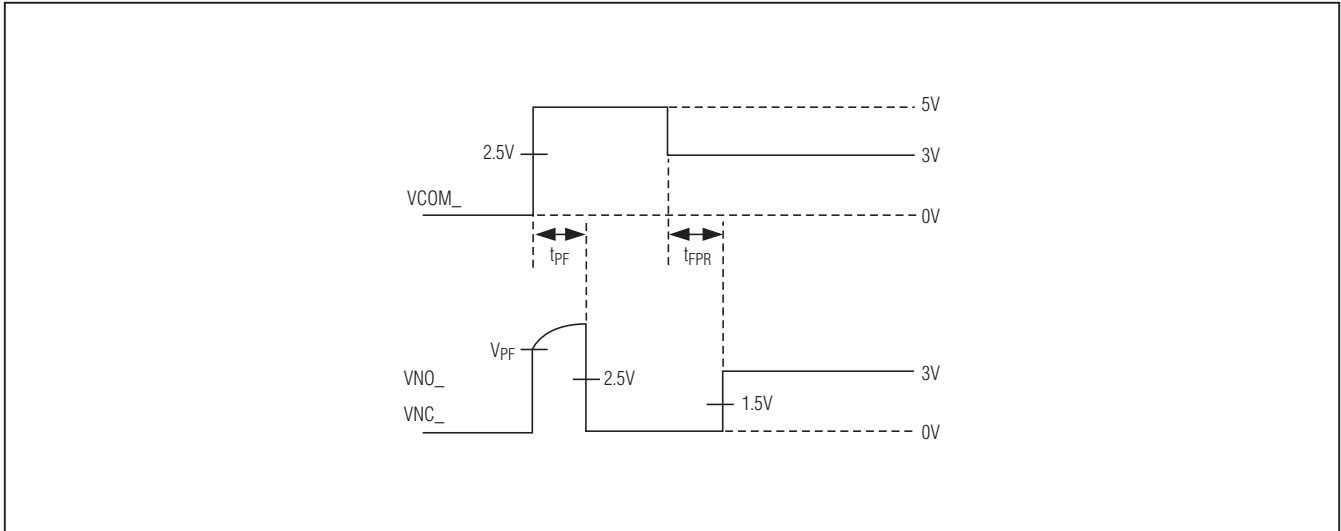 5V
2.5V
3V
VCOM_
0V
tPF
tFPR
VPF
VNO_
2.5V
3V
VNC_
1.5V
0V